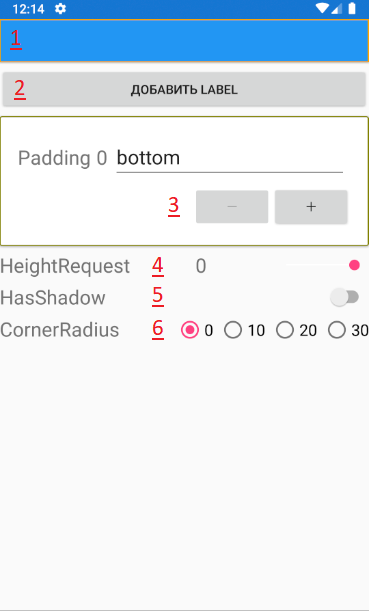 12:14
1
2 ДОБАВИТЬ LABEL
Padding 0 bottom
3 − +
HeightRequest 4 0
HasShadow 5
CornerRadius 6 0 10 20 30